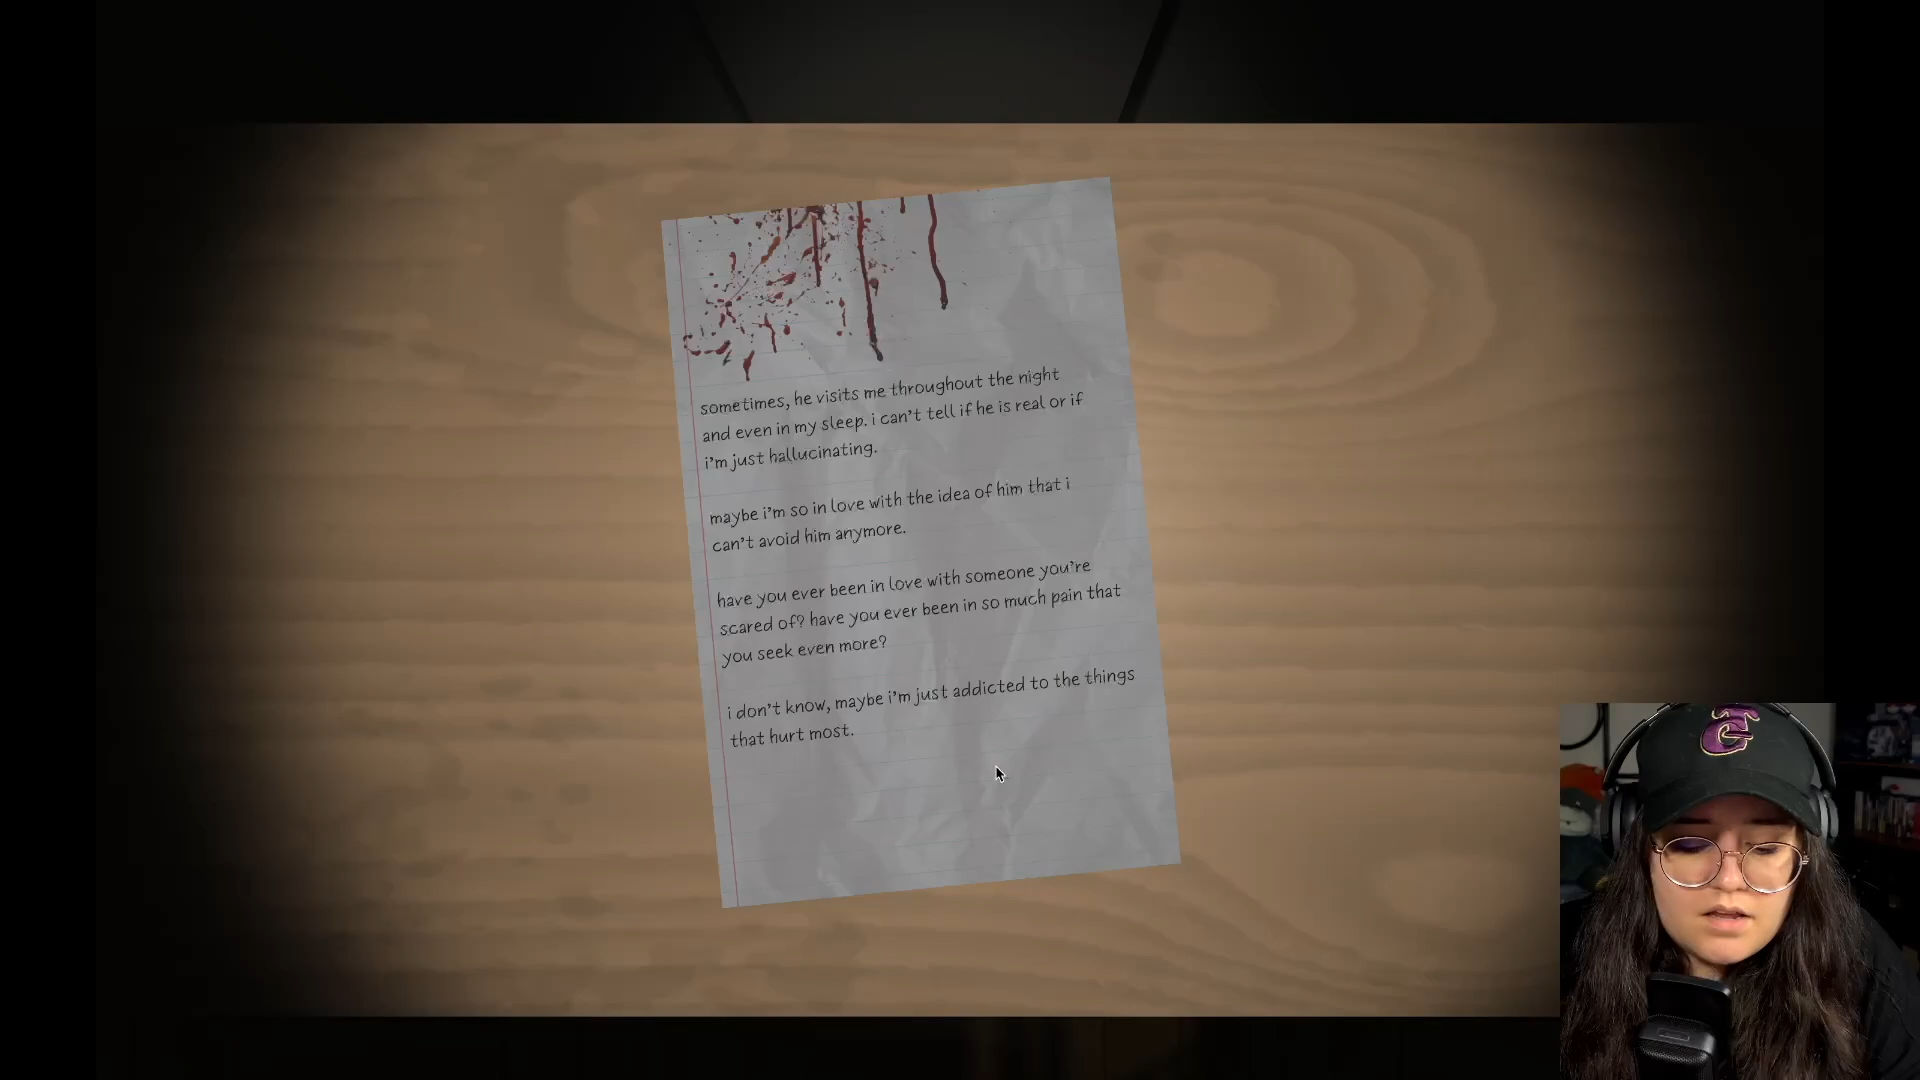 sometimes, he visits me throughout the night
and even in my sleep. i can't tell if he is real or if
i'm just hallucinating.
maybe i'm so in love with the idea of him that i
can't avoid him anymore.
have you ever been in love with someone you're
scared of? have you ever been in so much pain that
you seek even more?
i don't know, maybe i'm just addicted to the things
that hurt most.